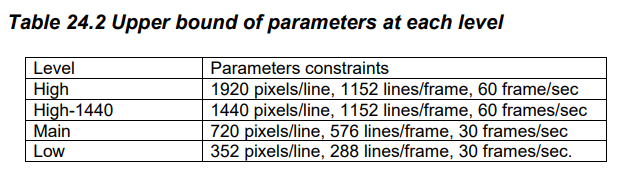 Table 24.2 Upper bound of parameters at each level
Level Parameters constraints
High 1920 pixels/line, 1152 lines/frame, 60 frame/sec
High-1440 1440 pixels/line, 1152 lines/frame, 60 frames/sec
Main 720 pixels/line, 576 lines/frame, 30 frames/sec
Low 352 pixels/line, 288 lines/frame, 30 frames/sec.